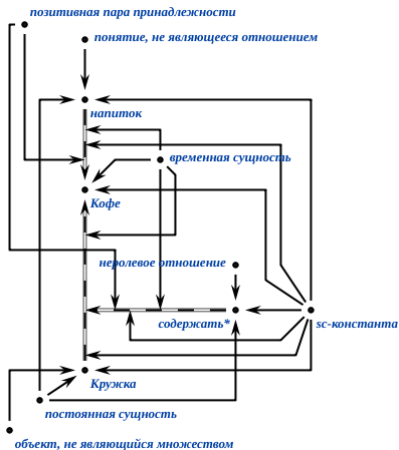 позитивная пара принадлежности
понятие, не являющееся отношением
напиток
временная сущность
Кофе
неролевое отношение
содержать*
sc-константа
Кружка
постоянная сущность
объект, не являющийся множеством